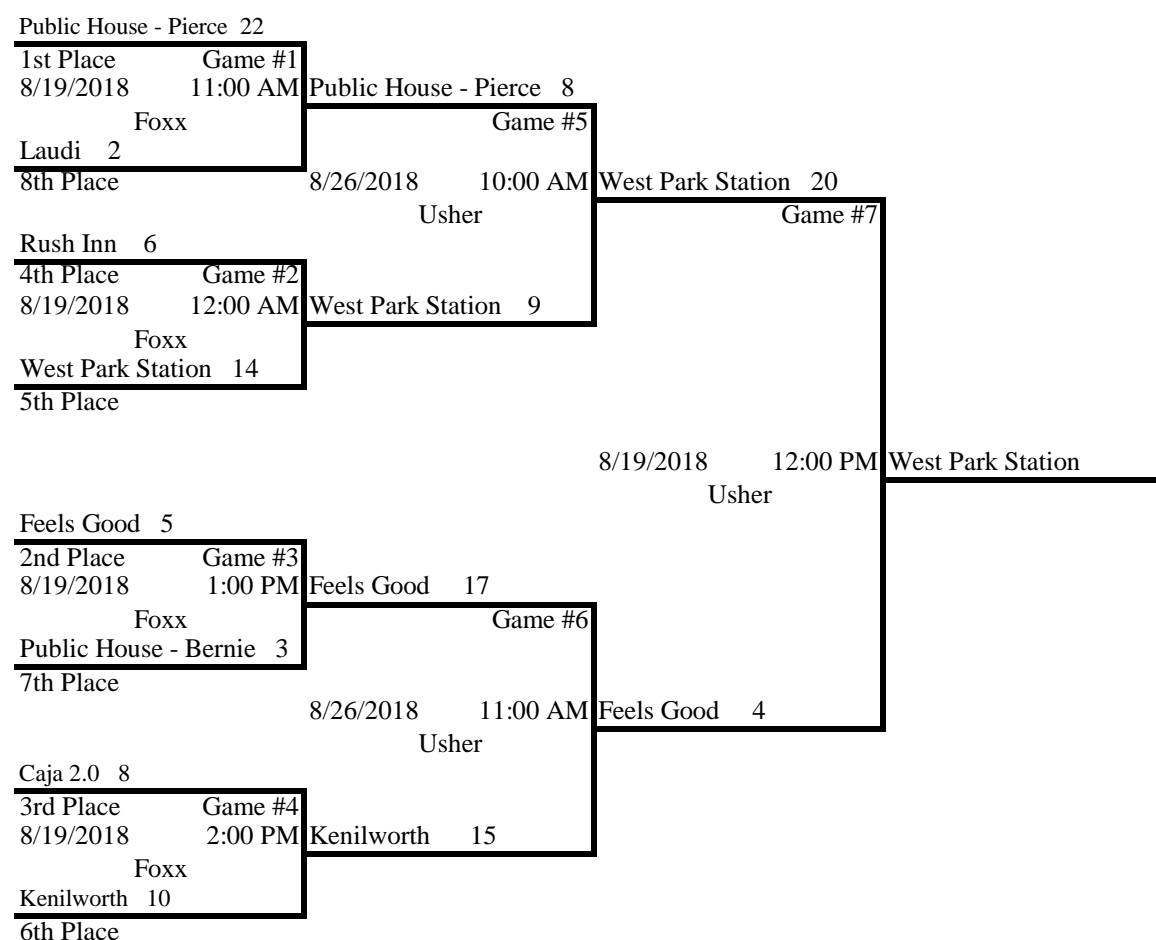 Public House - Pierce 22
1st Place Game #1
8/19/2018 11:00 AM Public House - Pierce 8
Foxx Game #5
Laudi 2
8th Place 8/26/2018 10:00 AM West Park Station 20
Usher Game #7
Rush Inn 6
4th Place Game #2
8/19/2018 12:00 AM West Park Station 9
Foxx
West Park Station 14
5th Place
8/19/2018 12:00 PM West Park Station
Usher
Feels Good 5
2nd Place Game #3
8/19/2018 1:00 PM Feels Good 17
Foxx Game #6
Public House - Bernie 3
7th Place
8/26/2018 11:00 AM Feels Good 4
Usher
Caja 2.0 8
3rd Place Game #4
8/19/2018 2:00 PM Kenilworth 15
Foxx
Kenilworth 10
6th Place